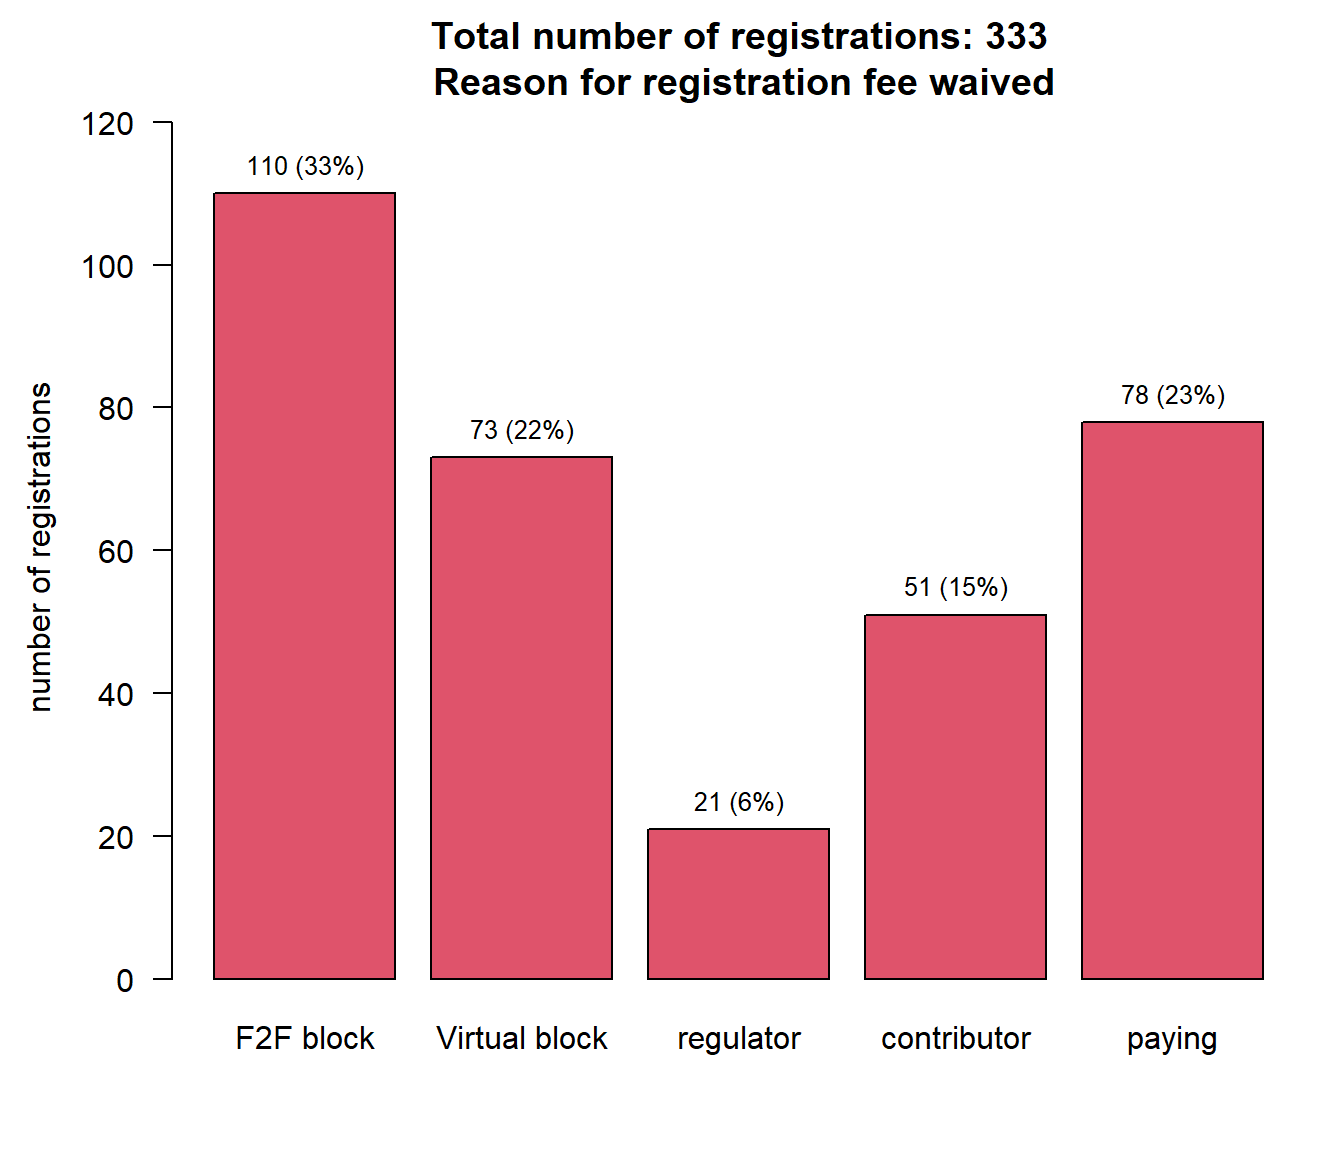 Total number of registrations: 333
Reason for registration fee waived
number of registrations
120
100
80
60
40
20
0
110 (33%)
73 (22%)
21 (6%)
51 (15%)
78 (23%)
F2F block
Virtual block
regulator
contributor
paying